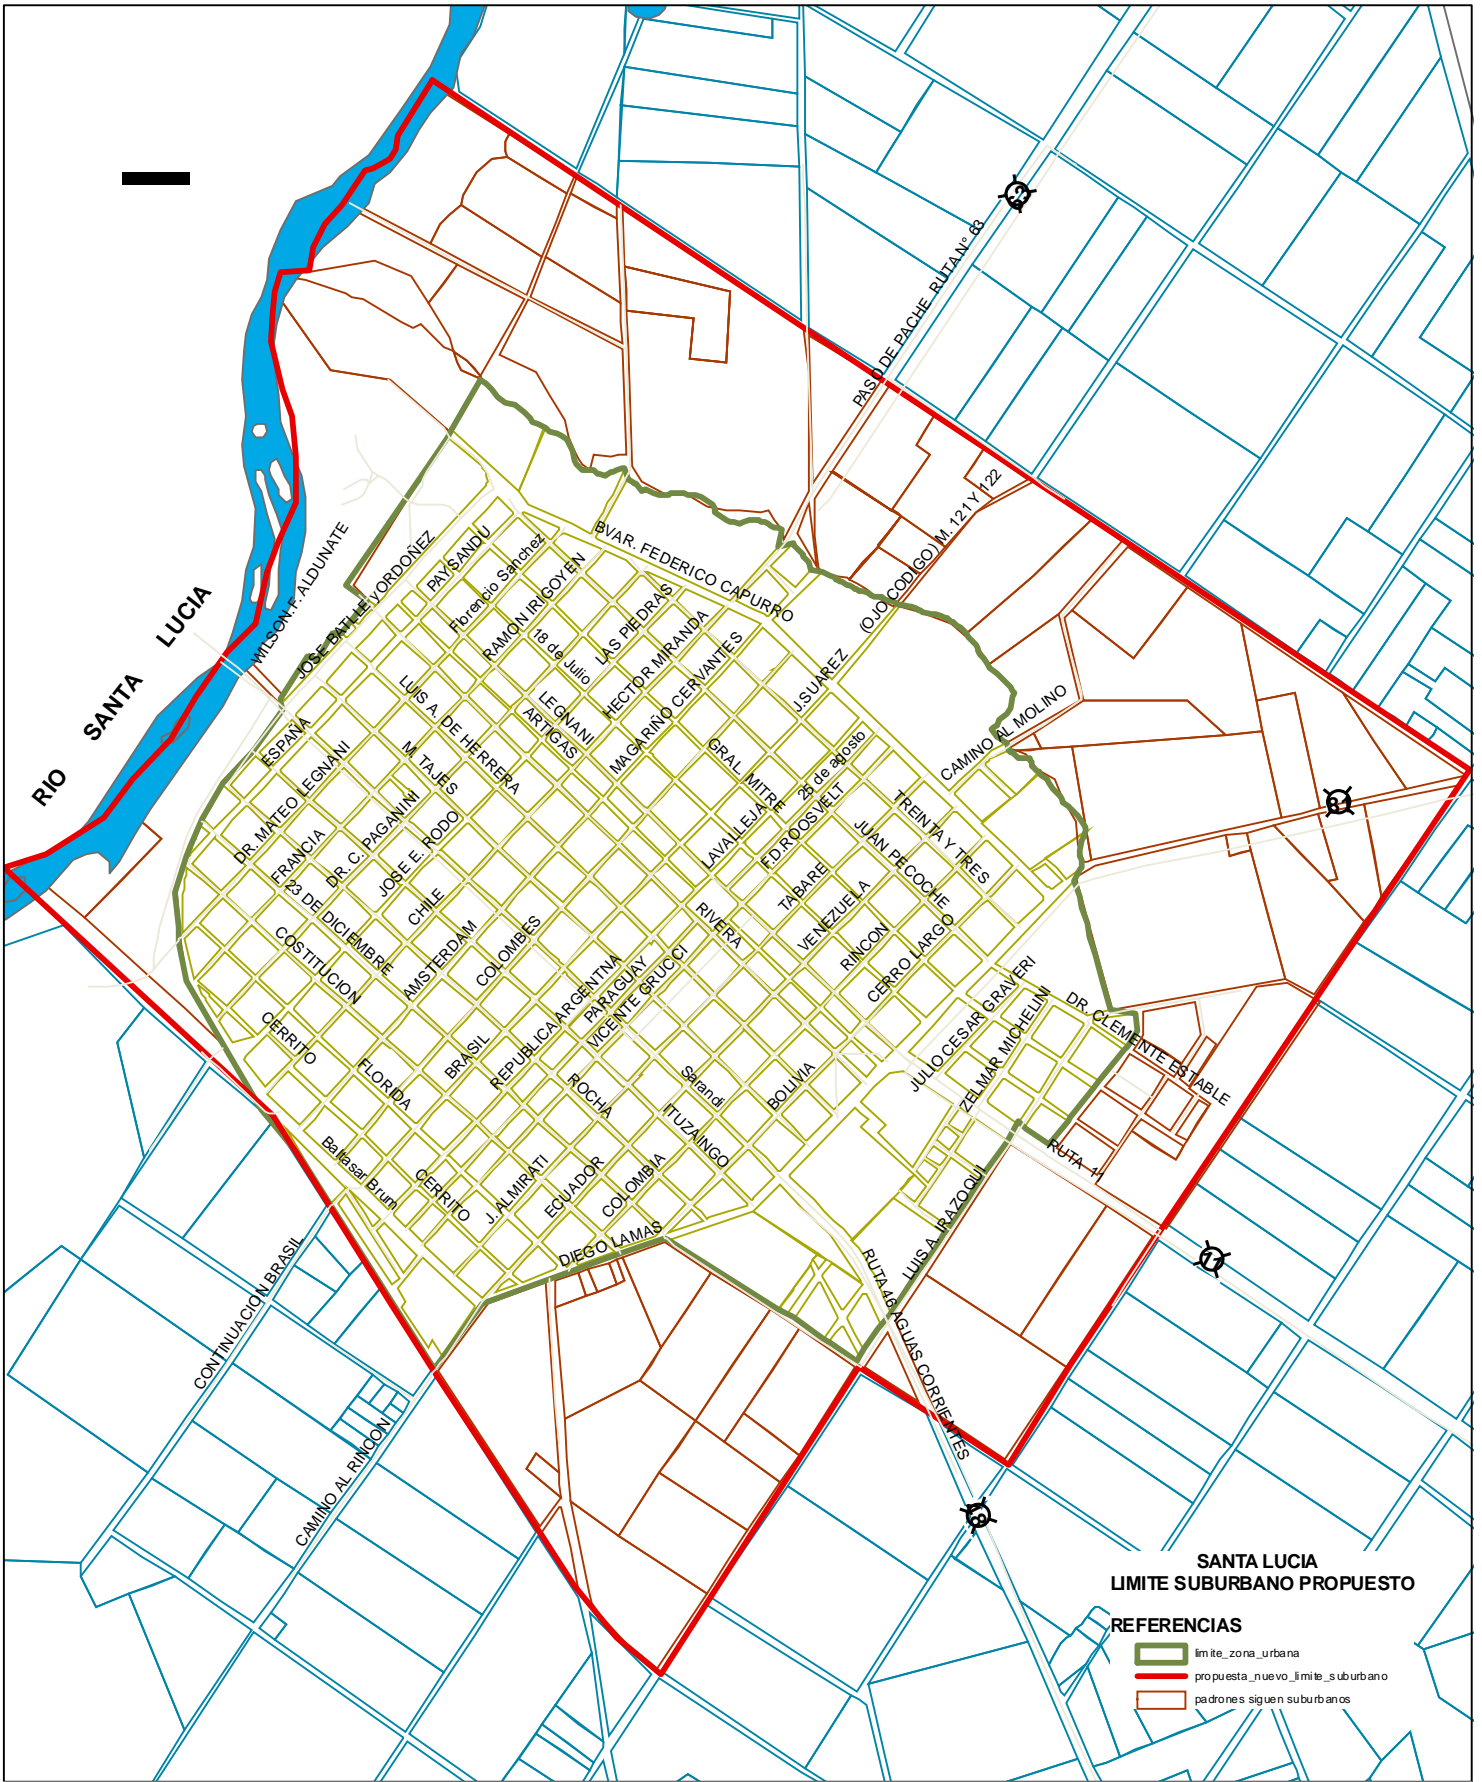 63
PASO DE PACHE RUTA N° 63
(OJO CODIGO) M. 121 Y 122
RIO SANTA LUCIA
WILSON.F. ALDUNATE
JOSE BATLLE YORDOÑEZ
PAYSANDU
Florencio Sanchez
RAMON IRIGOYEN
BVAR. FEDERICO CAPURRO
18 de Julio
LAS PIEDRAS
HECTOR MIRANDA
MAGARIÑO CERVANTES
J.SUAREZ
CAMINO AL MOLINO
LEGNANI
ARTIGAS
LUIS A. DE HERRERA
ESPAÑA
DR. MATEO LEGNANI
M. TAJES
GRAL. MITRE
25 de agosto
LAVALLEJA
F.D.ROOSVELT
TREINTA Y TRES
JUAN PECOCHE
81
FRANCIA
DR. C. PAGANINI
JOSE E. RODO
CHILE
23 DE DICIEMBRE
COSTITUCION
AMSTERDAM
COLOMBES
RIVERA
TABARE
VENEZUELA
RINCON
CERRO LARGO
REPUBLICA ARGENTNA
PARAGUAY
VICENTE GRUCCI
JULIO CESAR GRAVERI
ZELMAR MICHELINI
DR. CLEMENTE ESTABLE
CERRITO
FLORIDA
BRASIL
ROCHA
Sarandi
BOLIVIA
ITUZAINGO
RUTA 11
11
Baltasar Brum
CERRITO
J. ALMIRATI
ECUADOR
COLOMBIA
DIEGO LAMAS
LUIS A. IRAZOQUI
RUTA 46 AGUAS CORRIENTES
CONTINUACION BRASIL
CAMINO AL RINCON
SANTA LUCIA
LIMITE SUBURBANO PROPUESTO
REFERENCIAS
limite_zona_urbana
propuesta_nuevo_limite_suburbano
padrones siguen suburbanos